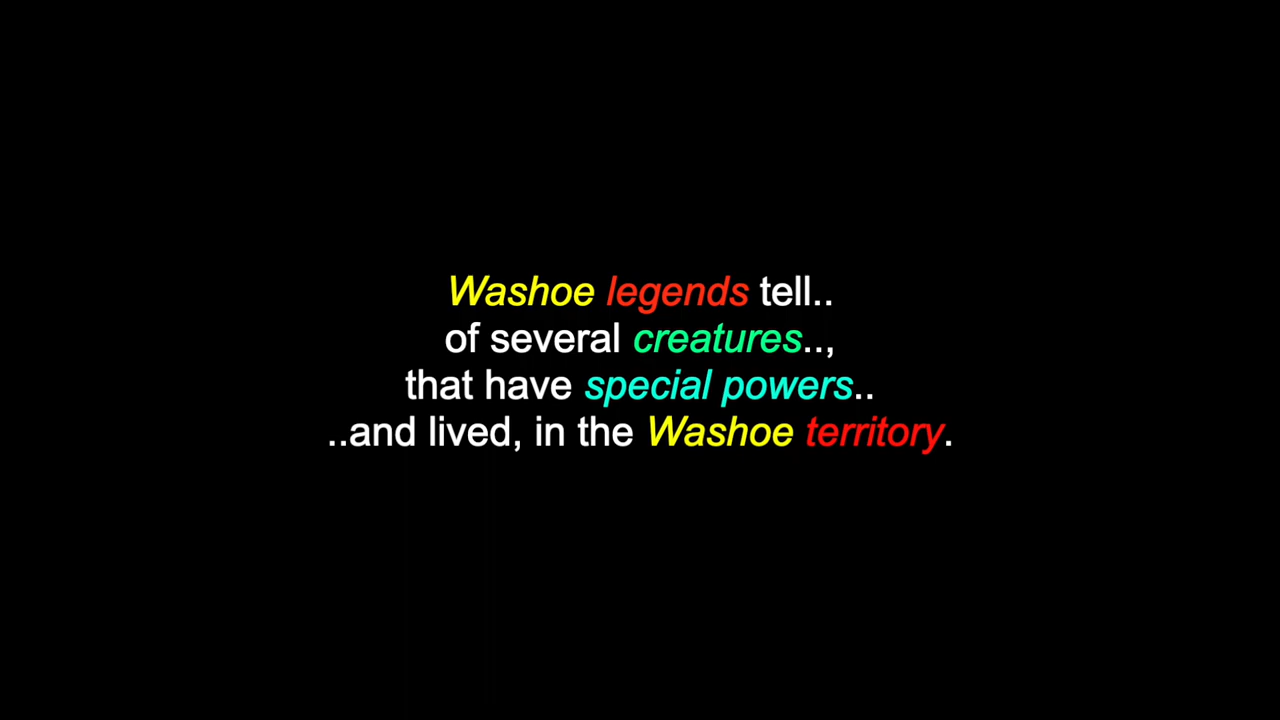 Washoe legends tell..
of several creatures..,
that have special powers..
..and lived, in the Washoe territory.